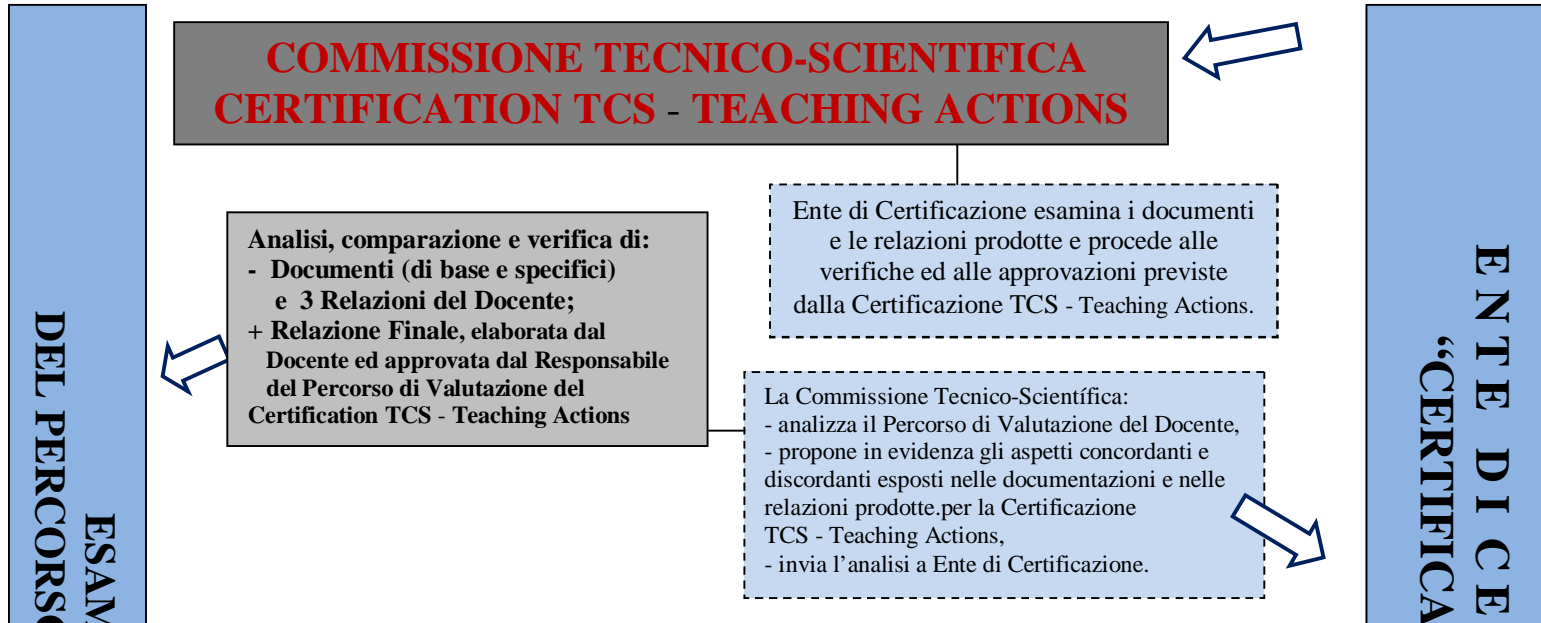 COMMISSIONE TECNICO-SCIENTIFICA
CERTIFICATION TCS - TEACHING ACTIONS
Ente di Certificazione esamina i documenti
e le relazioni prodotte e procede alle
verifiche ed alle approvazioni previste
dalla Certificazione TCS - Teaching Actions.
Analisi, comparazione e verifica di:
- Documenti (di base e specifici)
e 3 Relazioni del Docente;
+ Relazione Finale, elaborata dal
Docente ed approvata dal Responsabile
del Percorso di Valutazione del
Certification TCS - Teaching Actions
La Commissione Tecnico-Scientífica:
- analizza il Percorso di Valutazione del Docente,
- propone in evidenza gli aspetti concordanti e
discordanti esposti nelle documentazioni e nelle
relazioni prodotte.per la Certificazione
TCS - Teaching Actions,
- invia l’analisi a Ente di Certificazione.
ESAM
DEL PERCORSO
ENTE DI CE
“CERTIFICA